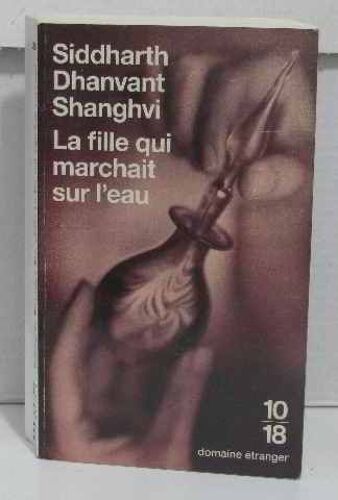 Siddharth
Dhanvant
Shanghvi
La fille qui
marchait
sur l'eau
10
18
domaine étranger